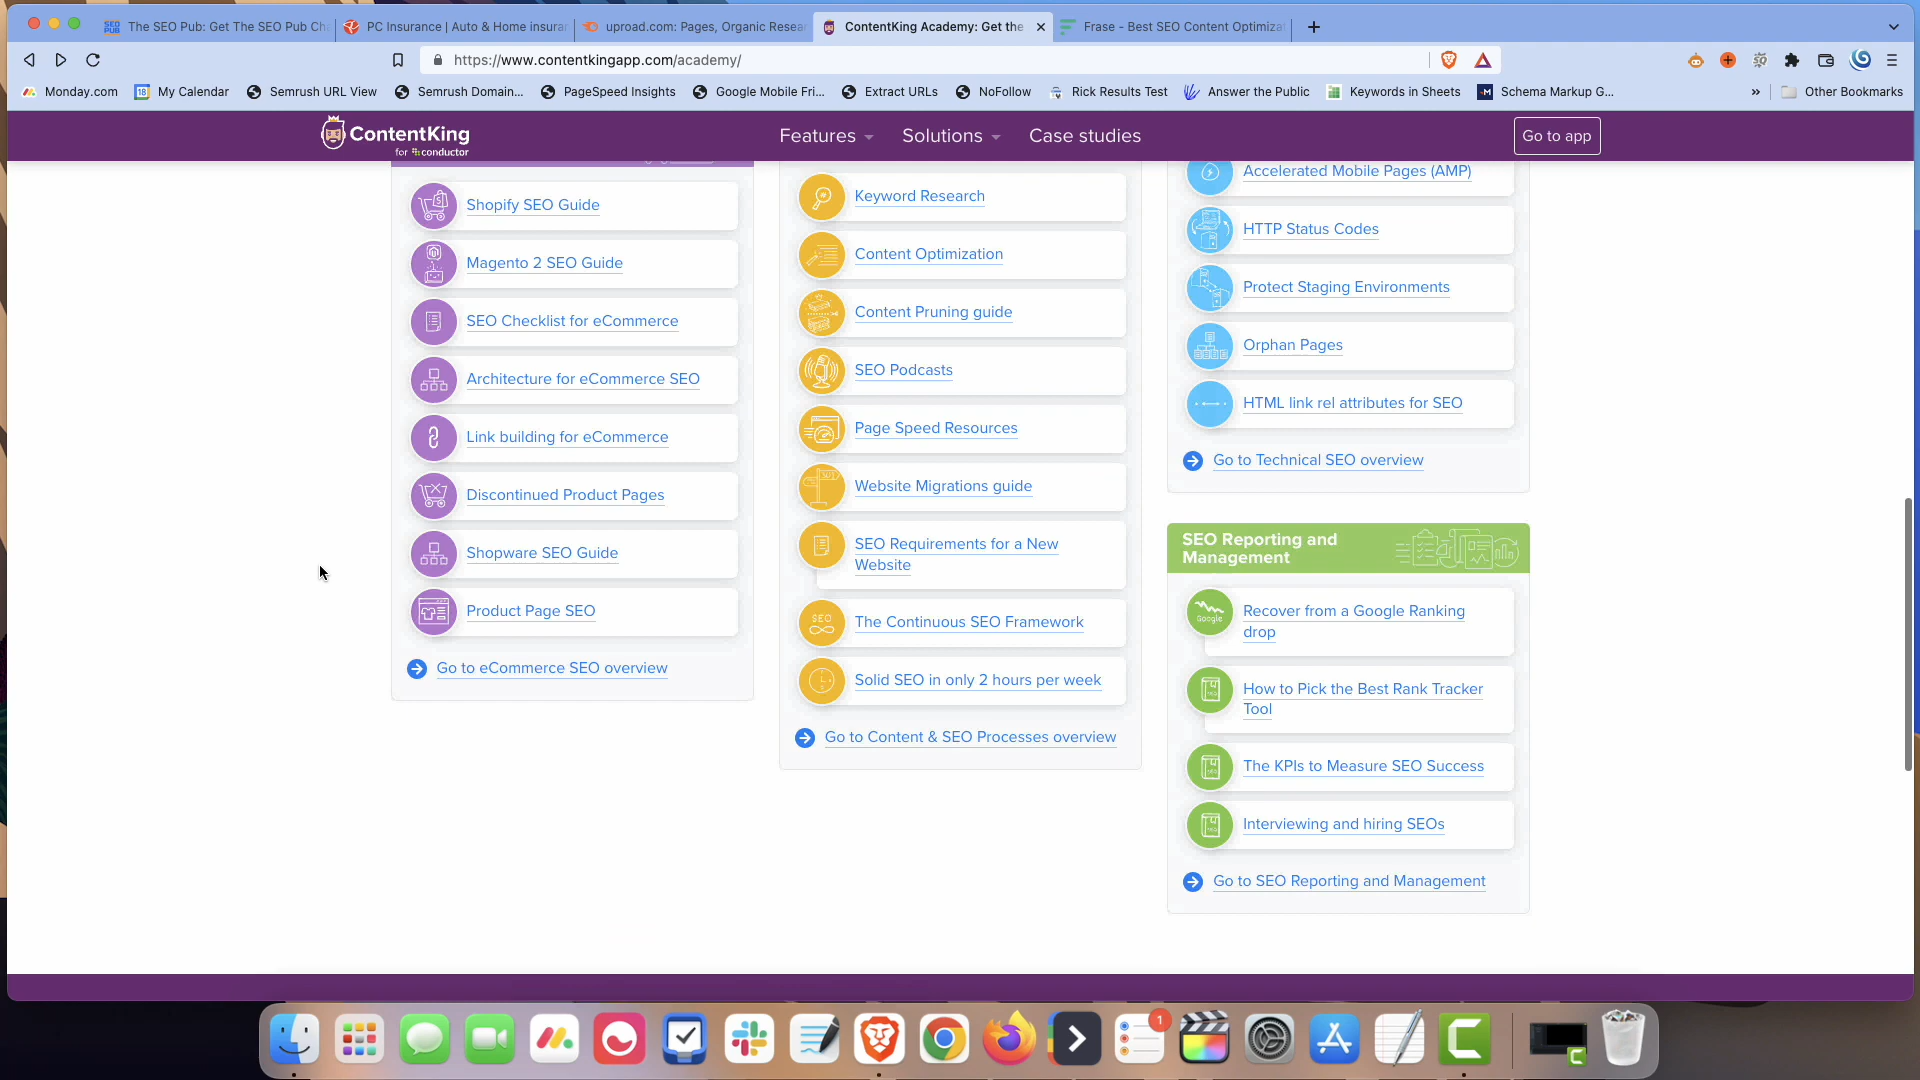 The SEO Pub: Get The SEO Pub Ch
PC Insurance | Auto & Home insura
uproad.com: Pages, Organic Resea
ContentKing Academy: Get the
Frase - Best SEO Content Optimiza
https://www.contentkingapp.com/academy/
Monday.com
18
My Calendar
Semrush URL View
Semrush Domain...
PageSpeed Insights
Google Mobile Fri...
Extract URLs
NoFollow
Rick Results Test
Answer the Public
Keywords in Sheets
Schema Markup G...
Other Bookmarks
ContentKing
for conductor
Features
Solutions
Case studies
Go to app
Shopify SEO Guide
Magento 2 SEO Guide
SEO Checklist for eCommerce
Architecture for eCommerce SEO
Link building for eCommerce
Discontinued Product Pages
Shopware SEO Guide
Product Page SEO
Go to eCommerce SEO overview
Keyword Research
Content Optimization
Content Pruning guide
SEO Podcasts
Page Speed Resources
Website Migrations guide
SEO Requirements for a New
Website
SEO
The Continuous SEO Framework
Solid SEO in only 2 hours per week
Go to Content & SEO Processes overview
Accelerated Mobile Pages (AMP)
HTTP Status Codes
Protect Staging Environments
Orphan Pages
HTML link rel attributes for SEO
Go to Technical SEO overview
SEO Reporting and
Management
Google
Recover from a Google Ranking
drop
How to Pick the Best Rank Tracker
Tool
The KPIs to Measure SEO Success
Interviewing and hiring SEOs
Go to SEO Reporting and Management
1